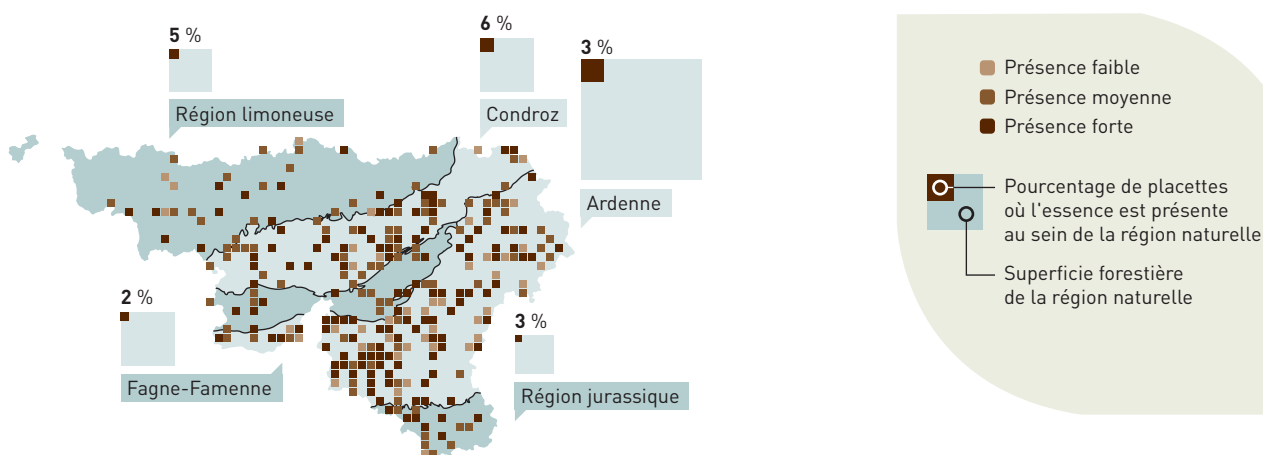 5 %
Région limoneuse
6 %
Condroz
3 %
Ardenne
2 %
Fagne-Famenne
3 %
Région jurassique
Présence faible
Présence moyenne
Présence forte
Pourcentage de placettes
où l'essence est présente
au sein de la région naturelle
Superficie forestière
de la région naturelle